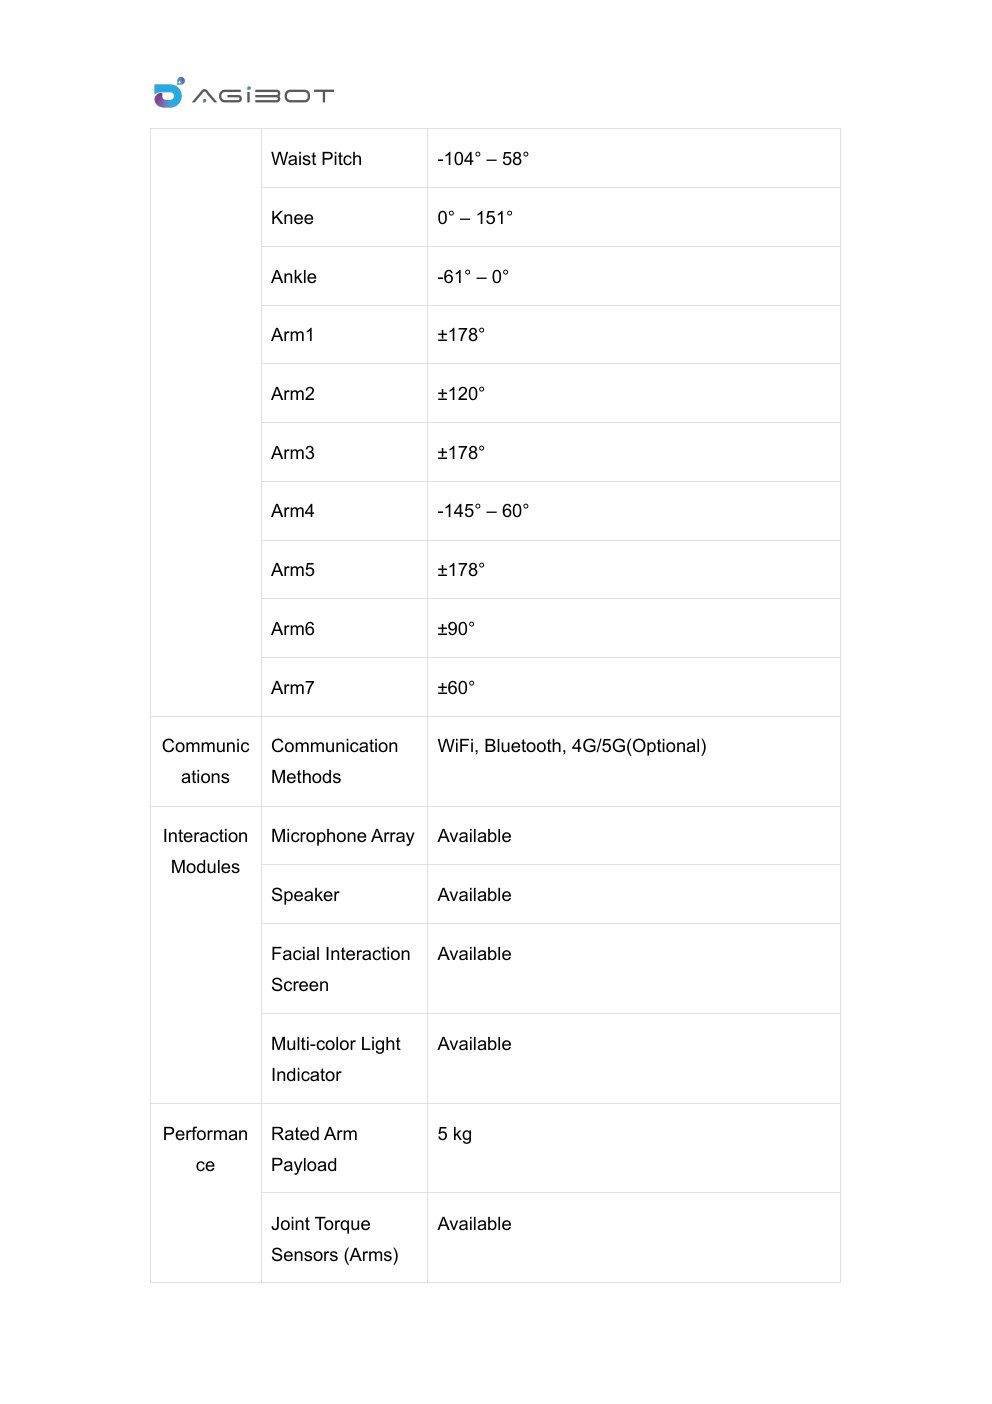 AGIBOT
Waist Pitch -104° – 58°
Knee 0° – 151°
Ankle -61° – 0°
Arm1 ±178°
Arm2 ±120°
Arm3 ±178°
Arm4 -145° – 60°
Arm5 ±178°
Arm6 ±90°
Arm7 ±60°
Communic Communication WiFi, Bluetooth, 4G/5G(Optional)
ations Methods
Interaction Microphone Array Available
Modules
Speaker Available
Facial Interaction Available
Screen
Multi-color Light Available
Indicator
Performan Rated Arm 5 kg
ce Payload
Joint Torque Available
Sensors (Arms)